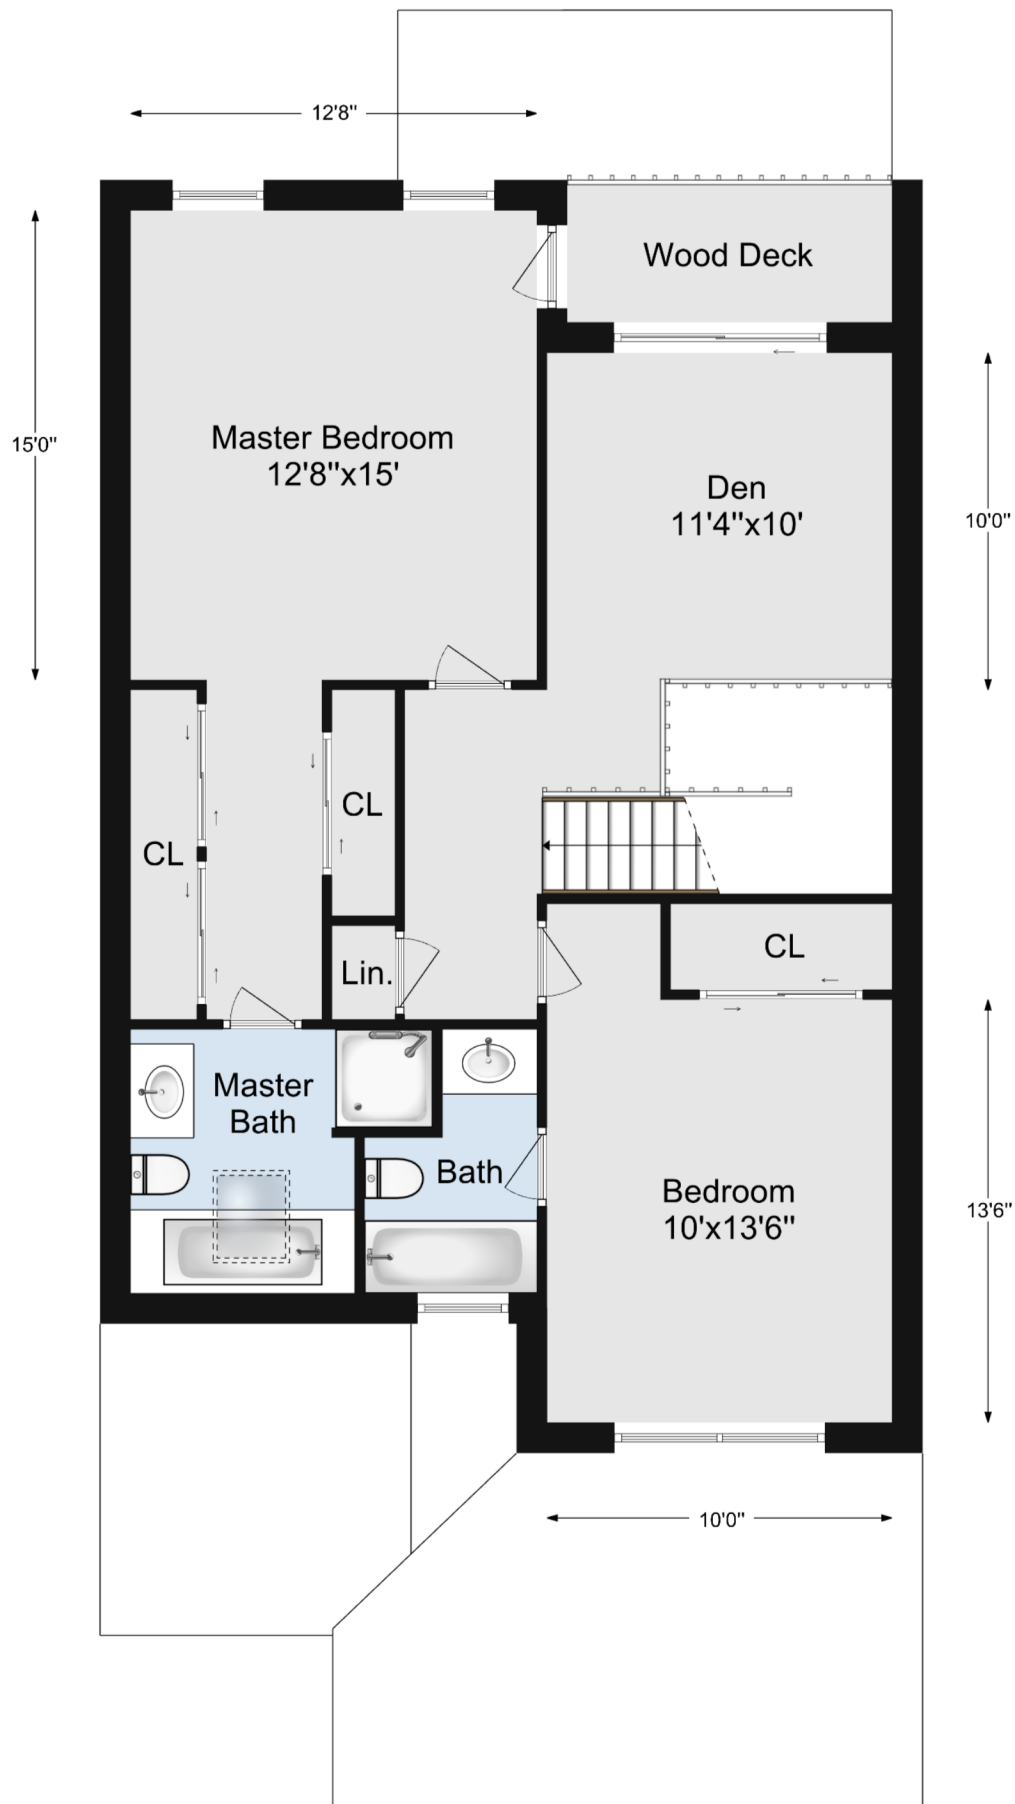 12'8"
Wood Deck
15'0"
Master Bedroom
12'8"x15'
Den
11'4"x10'
10'0"
CL
CL
CL
Lin.
Master
Bath
Bath
Bedroom
10'x13'6"
13'6"
10'0"